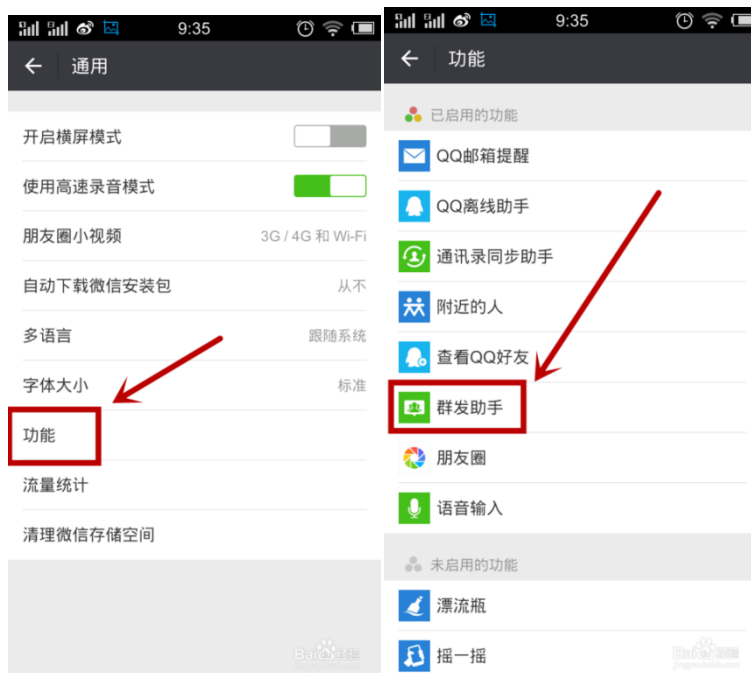 9:35
通用
开启横屏模式
使用高速录音模式
朋友圈小视频 3G / 4G 和 Wi-Fi
自动下载微信安装包 从不
多语言 跟随系统
字体大小 标准
功能
流量统计
清理微信存储空间
9:35
功能
已启用的功能
QQ邮箱提醒
QQ离线助手
通讯录同步助手
附近的人
查看QQ好友
群发助手
朋友圈
语音输入
未启用的功能
漂流瓶
摇一摇